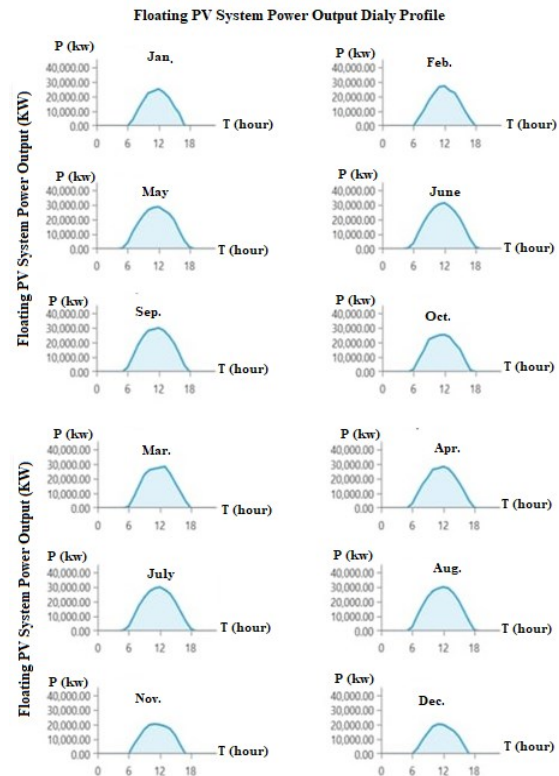 Floating PV System Power Output Dialy Profile
Floating PV System Power Output (KW)
P (kw)
Jan.
40,000.00
30,000.00
20,000.00
10,000.00
0.00
T (hour)
0 6 12 18
P (kw)
Feb.
40,000.00
30,000.00
20,000.00
10,000.00
0.00
T (hour)
0 6 12 18
P (kw)
May
40,000.00
30,000.00
20,000.00
10,000.00
0.00
T (hour)
0 6 12 18
P (kw)
June
40,000.00
30,000.00
20,000.00
10,000.00
0.00
T (hour)
0 6 12 18
P (kw)
Sep.
40,000.00
30,000.00
20,000.00
10,000.00
0.00
T (hour)
0 6 12 18
P (kw)
Oct.
40,000.00
30,000.00
20,000.00
10,000.00
0.00
T (hour)
0 6 12 18
Floating PV System Power Output (KW)
P (kw)
Mar.
40,000.00
30,000.00
20,000.00
10,000.00
0.00
T (hour)
0 6 12 18
P (kw)
Apr.
40,000.00
30,000.00
20,000.00
10,000.00
0.00
T (hour)
0 6 12 18
P (kw)
July
40,000.00
30,000.00
20,000.00
10,000.00
0.00
T (hour)
0 6 12 18
P (kw)
Aug.
40,000.00
30,000.00
20,000.00
10,000.00
0.00
T (hour)
0 6 12 18
P (kw)
Nov.
40,000.00
30,000.00
20,000.00
10,000.00
0.00
T (hour)
0 6 12 18
P (kw)
Dec.
40,000.00
30,000.00
20,000.00
10,000.00
0.00
T (hour)
0 6 12 18